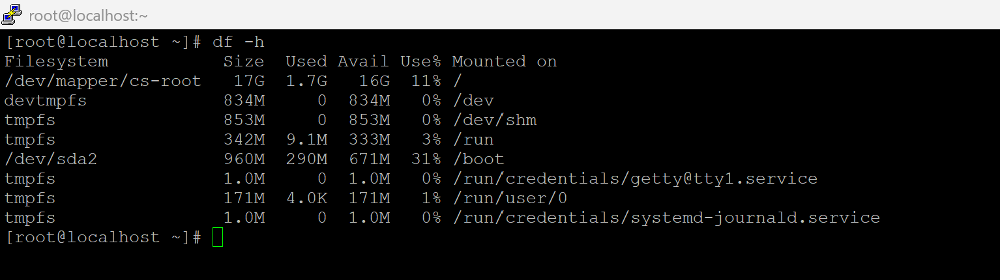 root@localhost:~
[root@localhost ~]# df -h
Filesystem           Size  Used Avail Use% Mounted on
/dev/mapper/cs-root   17G  1.7G   16G  11% /
devtmpfs             834M     0  834M   0% /dev
tmpfs                853M     0  853M   0% /dev/shm
tmpfs                342M  9.1M  333M   3% /run
/dev/sda2            960M  290M  671M  31% /boot
tmpfs                1.0M     0  1.0M   0% /run/credentials/getty@tty1.service
tmpfs                171M  4.0K  171M   1% /run/user/0
tmpfs                1.0M     0  1.0M   0% /run/credentials/systemd-journald.service
[root@localhost ~]#